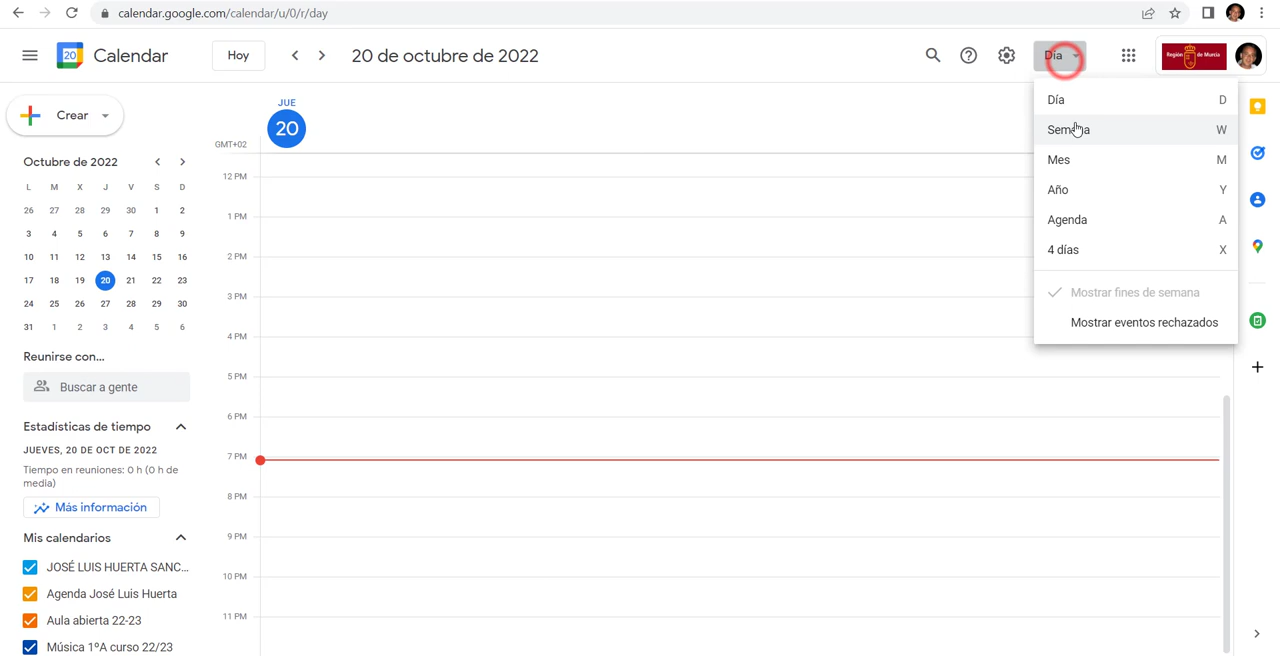 calendar.google.com/calendar/u/0/r/day
20 Calendar Hoy 20 de octubre de 2022 Día Región de Murcia
Crear
Octubre de 2022
L M X J V S D
26 27 28 29 30 1 2
3 4 5 6 7 8 9
10 11 12 13 14 15 16
17 18 19 20 21 22 23
24 25 26 27 28 29 30
31 1 2 3 4 5 6
Reunirse con...
Buscar a gente
Estadísticas de tiempo
JUEVES, 20 DE OCT DE 2022
Tiempo en reuniones: 0 h (0 h de
media)
Más información
Mis calendarios
JOSÉ LUIS HUERTA SANC...
Agenda José Luis Huerta
Aula abierta 22-23
Música 1ºA curso 22/23
JUE
20
GMT+02
12 PM
1 PM
2 PM
3 PM
4 PM
5 PM
6 PM
7 PM
8 PM
9 PM
10 PM
11 PM
Día D
Semana W
Mes M
Año Y
Agenda A
4 días X
Mostrar fines de semana
Mostrar eventos rechazados